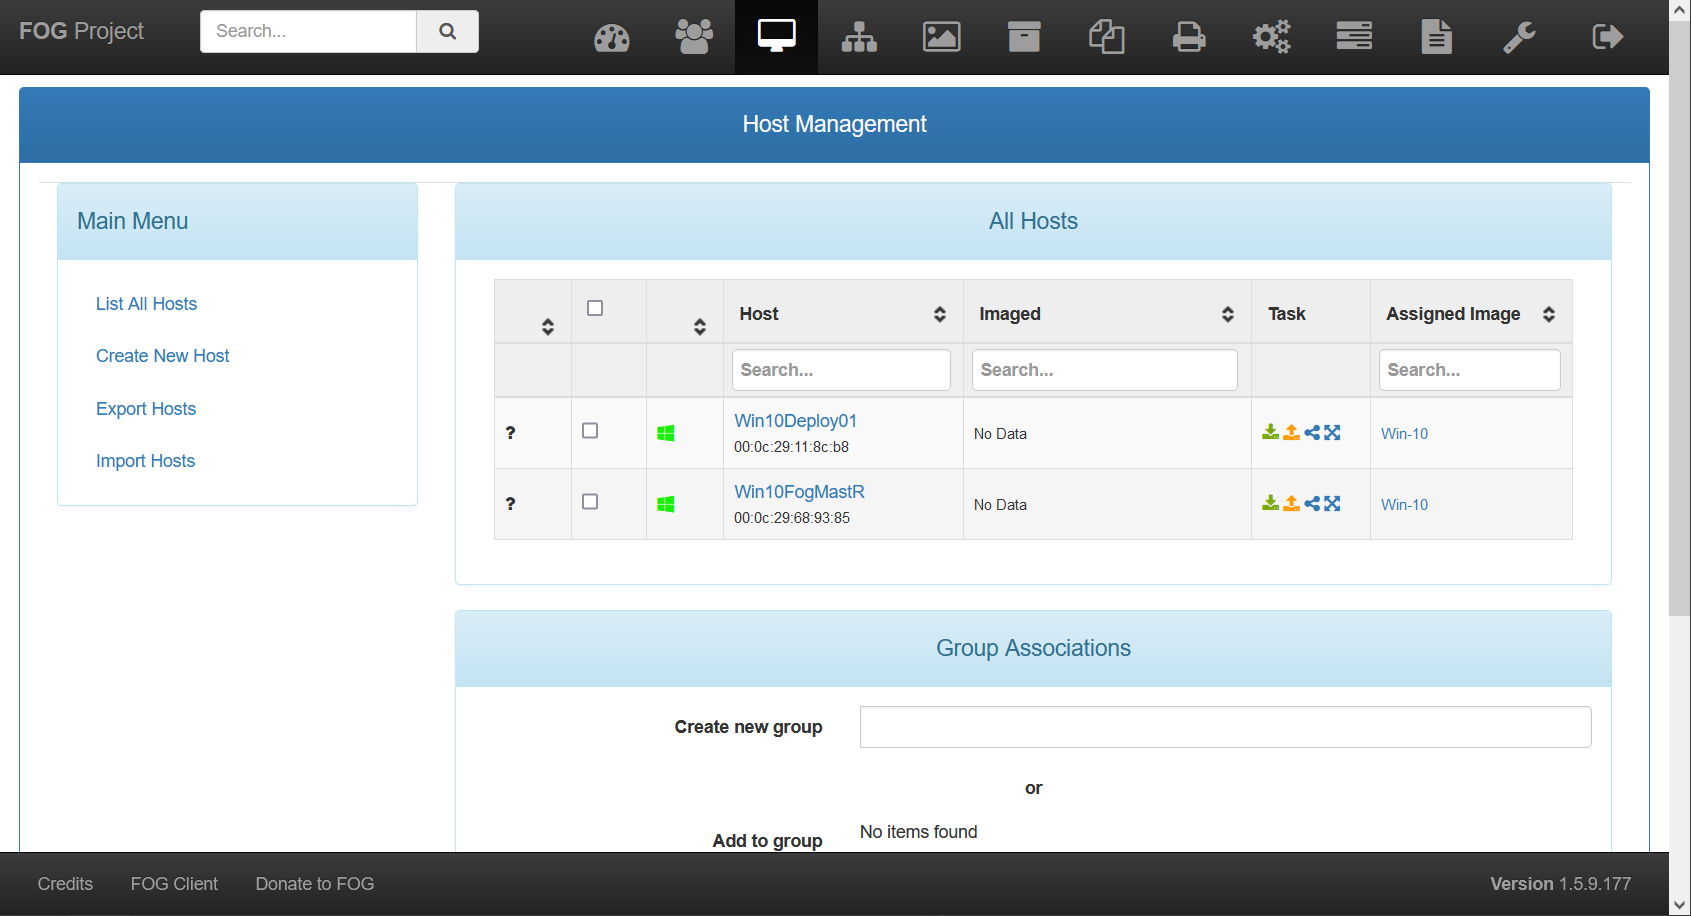 FOG Project
Search...
Host Management
Main Menu
List All Hosts
Create New Host
Export Hosts
Import Hosts
All Hosts
Host Imaged Task Assigned Image
Search... Search... Search...
? Win10Deploy01 No Data Win-10
00:0c:29:11:8c:b8
? Win10FogMastR No Data Win-10
00:0c:29:68:93:85
Group Associations
Create new group
or
Add to group No items found
Credits FOG Client Donate to FOG Version 1.5.9.177